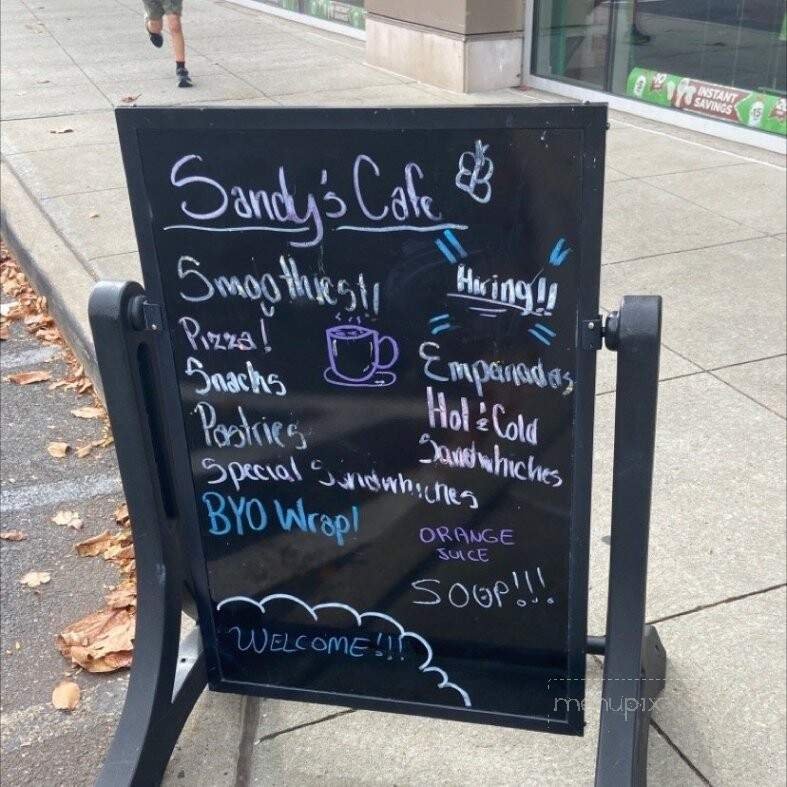 Sandy's Cafe
Smoothies!!
Pizza!
Snacks
Pastries
Special Sandwhiches
BYO Wrap!
Hiring!!
Empanadas
Hot & Cold
Sandwhiches
ORANGE
JUICE
SOUP!!!
WELCOME!!!
INSTANT
SAVINGS
menupix